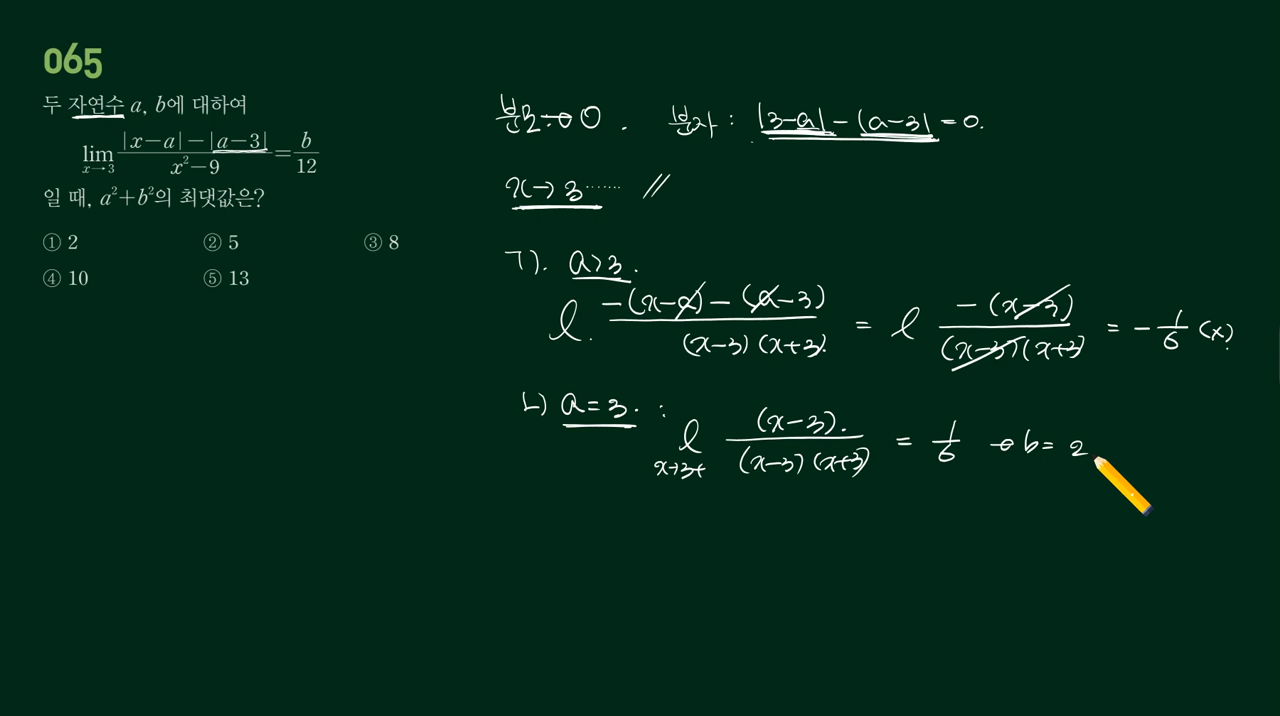 065
두 자연수 a, b에 대하여
lim_{x→3} (|x−a|−|a−3|)/(x²−9) = b/12
일 때, a²+b²의 최댓값은?
① 2 ② 5 ③ 8
④ 10 ⑤ 13
분모→0. 분자 : |3−a|−|a−3|=0.
x→3······ //
ㄱ). a>3.
l. (−(x−a)−(a−3))/((x−3)(x+3)) = l (−(x−3))/((x−3)(x+3)) = −1/6 (x).
ㄴ) a=3. :
l_{x→3+} (x−3)./((x−3)(x+3)) = 1/6 → b= 2